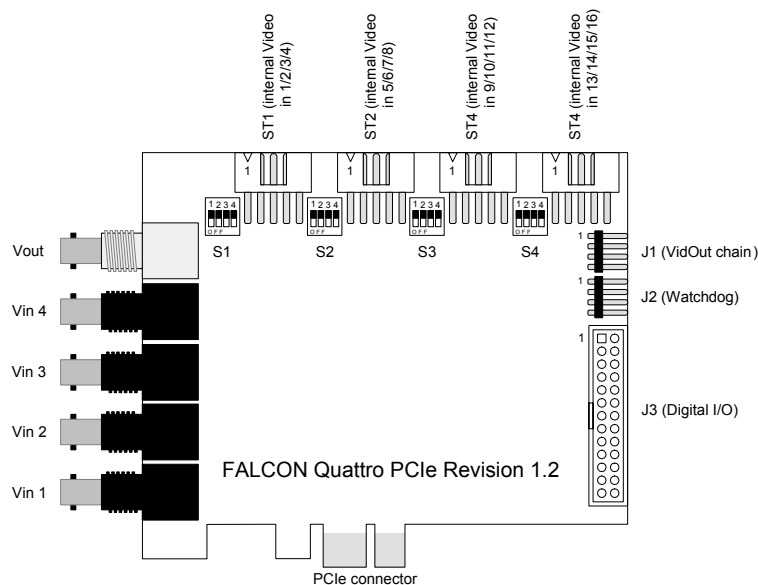 ST1 (internal Video
in 1/2/3/4)
ST2 (internal Video
in 5/6/7/8)
ST4 (internal Video
in 9/10/11/12)
ST4 (internal Video
in 13/14/15/16)
1
1
1
1
1 2 3 4
OFF
1 2 3 4
OFF
1 2 3 4
OFF
1 2 3 4
OFF
S1
S2
S3
S4
Vout
1
J1 (VidOut chain)
Vin 4
1
J2 (Watchdog)
1
Vin 3
J3 (Digital I/O)
Vin 2
FALCON Quattro PCIe Revision 1.2
Vin 1
PCIe connector